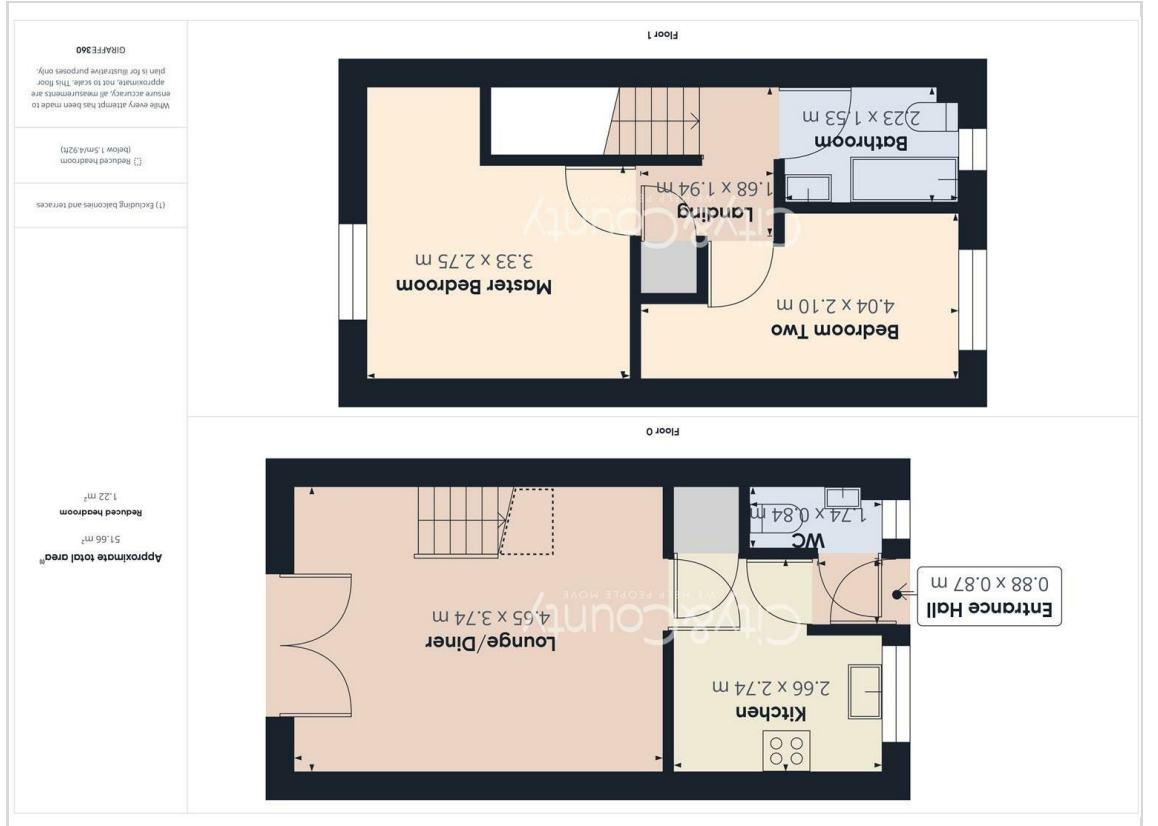 Entrance Hall
0.88 x 0.87 m
Kitchen
2.66 x 2.74 m
WC
1.74 x 0.84 m
Lounge/Diner
4.65 x 3.74 m
City&County
WE HELP PEOPLE MOVE
Floor 0
Bedroom Two
4.04 x 2.10 m
Master Bedroom
3.33 x 2.75 m
Landing
1.68 x 1.94 m
Bathroom
2.23 x 1.53 m
City&County
Floor 1
Approximate total area⁽¹⁾
51.66 m²
Reduced headroom
1.22 m²
(1) Excluding balconies and terraces
Reduced headroom
(below 1.5m/4.92ft)
While every attempt has been made to
ensure accuracy, all measurements are
approximate, not to scale. This floor
plan is for illustrative purposes only.
GIRAFFE360